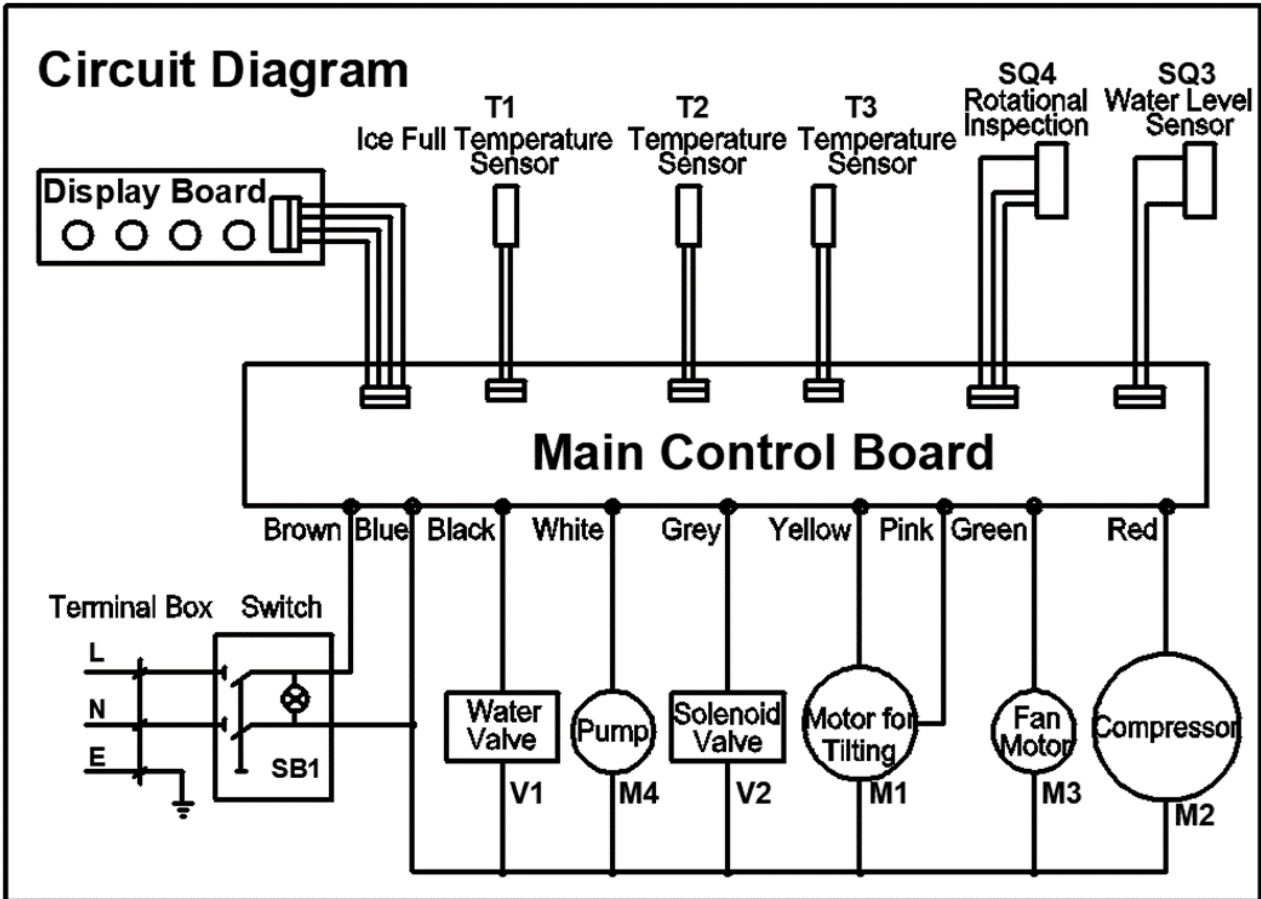 Circuit Diagram
T1
Ice Full Temperature
Sensor
T2
Temperature
Sensor
T3
Temperature
Sensor
SQ4
Rotational
Inspection
SQ3
Water Level
Sensor
Display Board
Main Control Board
Brown
Blue
Black
White
Grey
Yellow
Pink
Green
Red
Terminal Box
Switch
L
N
E
SB1
Water
Valve
V1
Pump
M4
Solenoid
Valve
V2
Motor for
Tilting
M1
Fan
Motor
M3
Compressor
M2